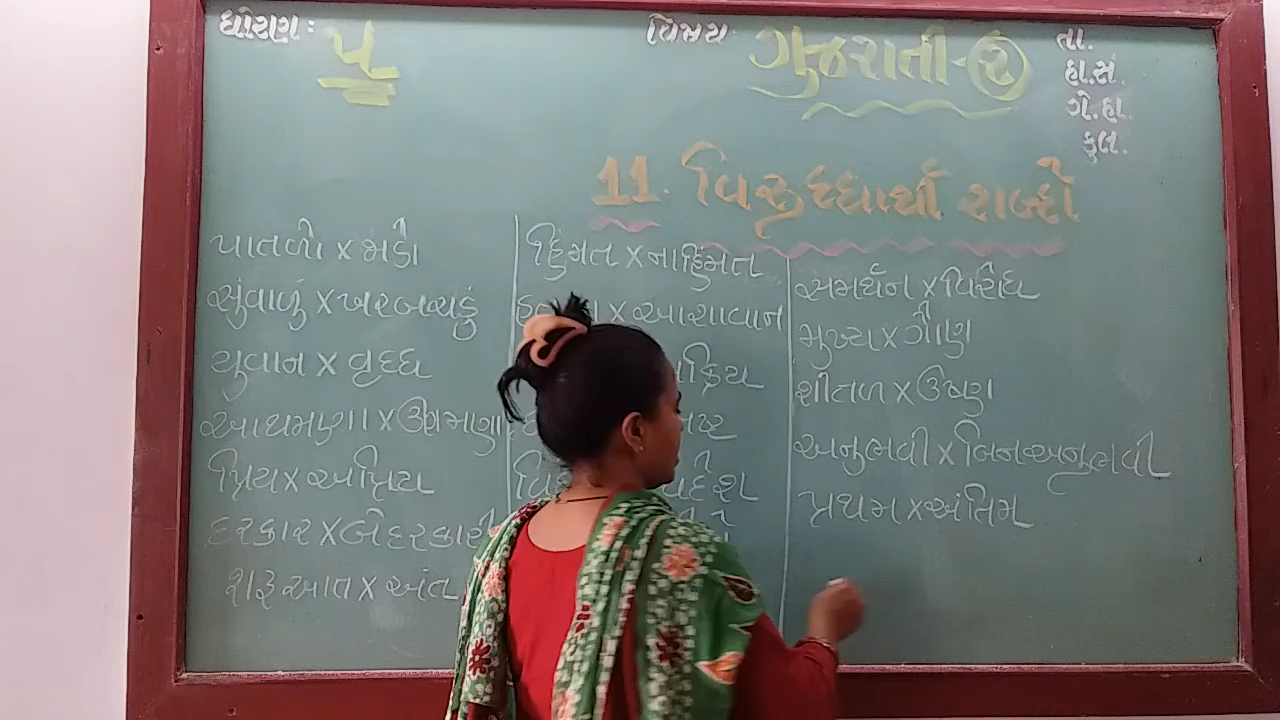 ધોરણ: ૫
વિષય: ગુજરાતી-૨
તા.
હા.સં.
ગે.હા.
કુલ.
11. વિરુદ્ધાર્થી શબ્દો
પાતળો x જાડો
સુંવાળું x ખરબચડું
યુવાન x વૃદ્ધ
આથમણા x ઊગમણા
પ્રિય x અપ્રિય
દરકાર x બેદરકારી
શરૂઆત x અંત
હિંમત x નાહિંમત
x આશાવાન
સમર્થન x વિરોધ
મુખ્ય x ગૌણ
શીતળ x ઉષ્ણ
અનુભવી x બિનઅનુભવી
પ્રથમ x અંતિમ